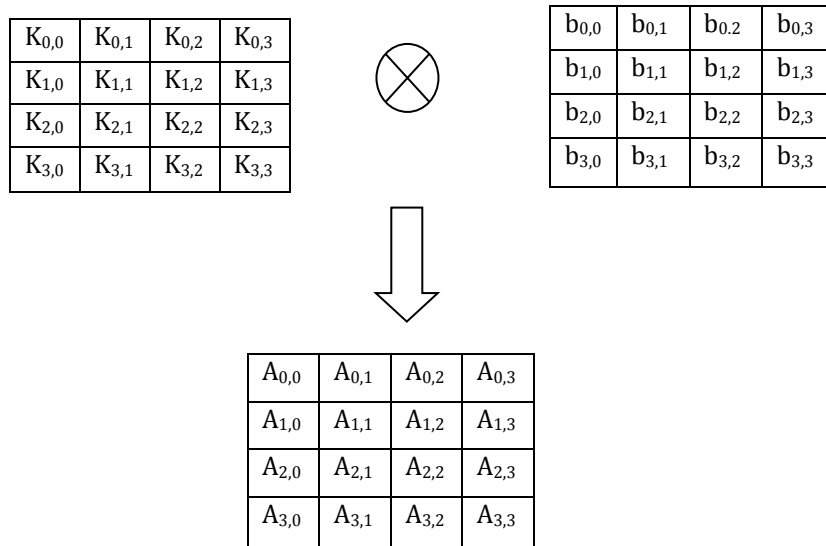 K0,0 K0,1 K0,2 K0,3
K1,0 K1,1 K1,2 K1,3
K2,0 K2,1 K2,2 K2,3
K3,0 K3,1 K3,2 K3,3
b0,0 b0,1 b0.2 b0,3
b1,0 b1,1 b1,2 b1,3
b2,0 b2,1 b2,2 b2,3
b3,0 b3,1 b3,2 b3,3
A0,0 A0,1 A0,2 A0,3
A1,0 A1,1 A1,2 A1,3
A2,0 A2,1 A2,2 A2,3
A3,0 A3,1 A3,2 A3,3